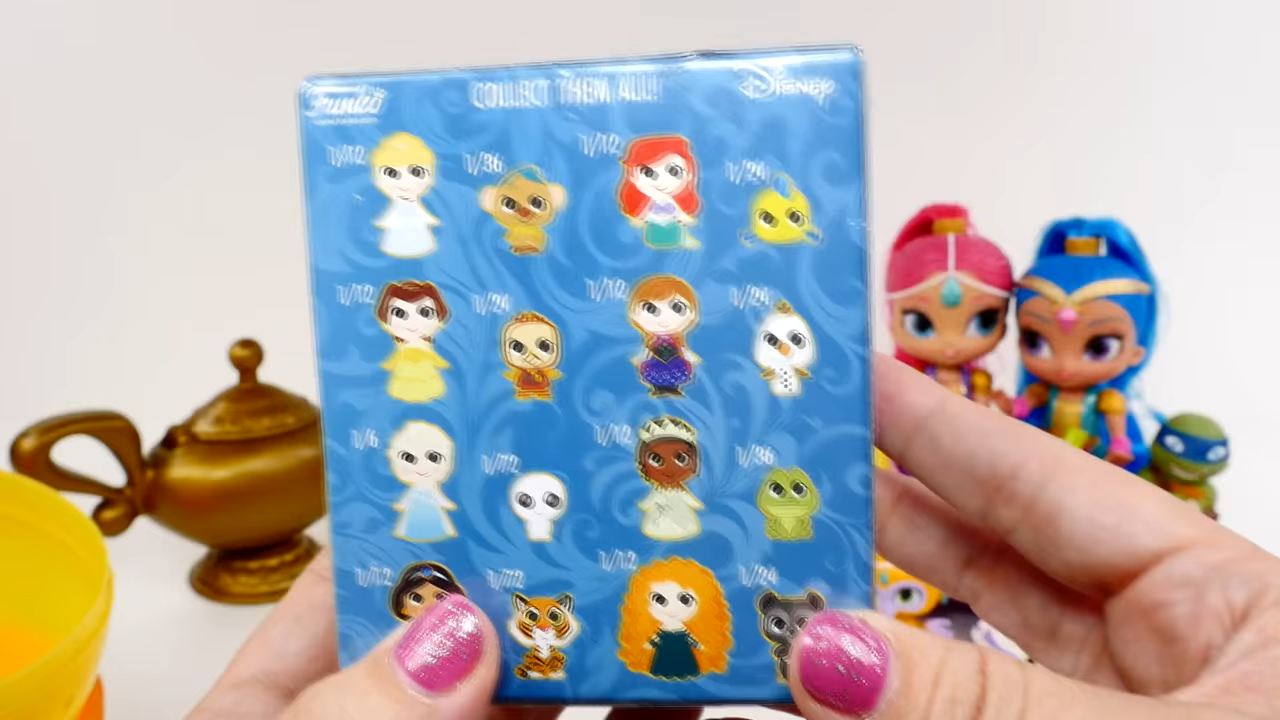 Funko
COLLECT THEM ALL!
Disney
1/12 1/36 1/12 1/24
1/12 1/24 1/12 1/24
1/6 1/72 1/12 1/36
1/12 1/72 1/12 1/24